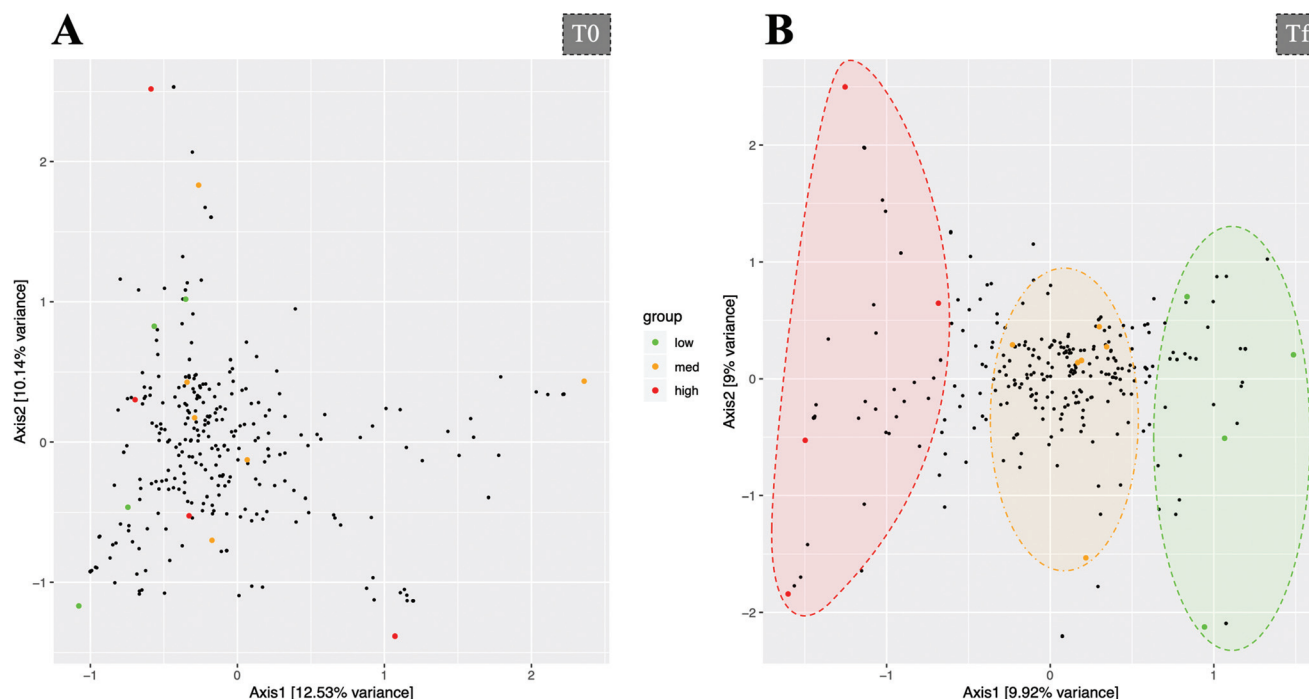 A
T0
B
Tf
2
1
0
−1
Axis2 [10.14% variance]
−1
0
1
2
Axis1 [12.53% variance]
group
low
med
high
2
1
0
−1
−2
Axis2 [9% variance]
−1
0
1
Axis1 [9.92% variance]